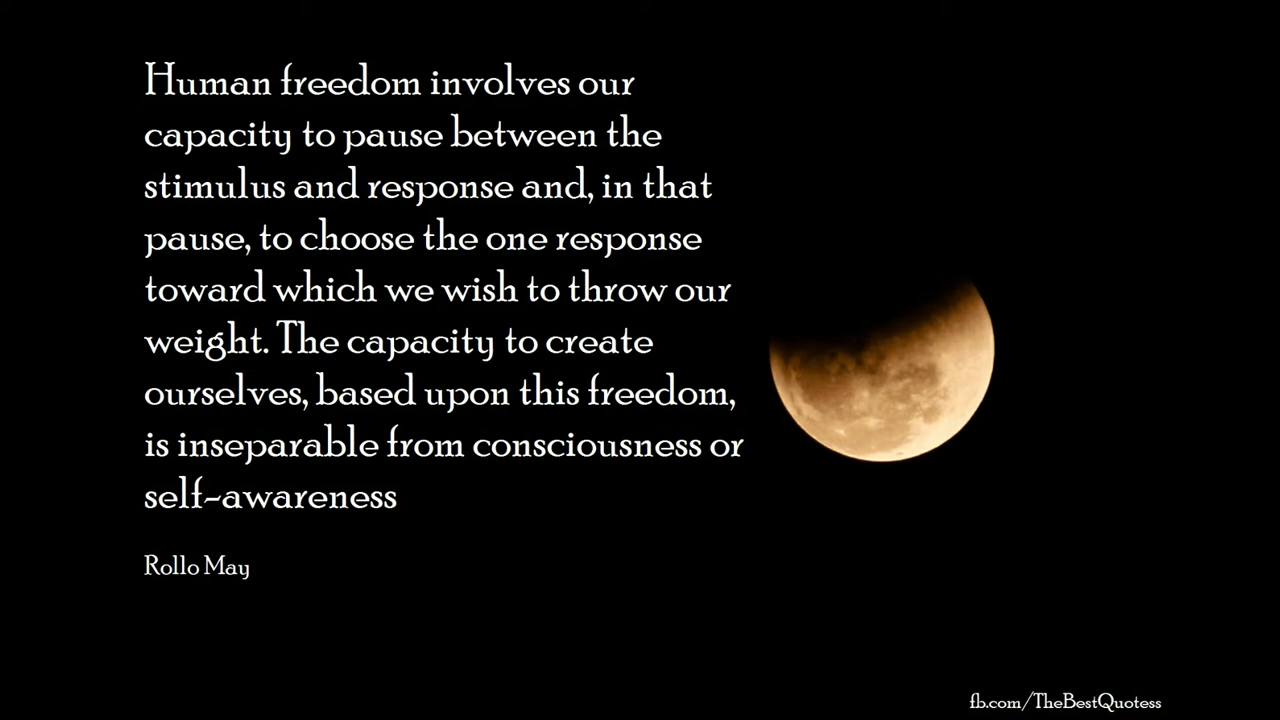 Human freedom involves our
capacity to pause between the
stimulus and response and, in that
pause, to choose the one response
toward which we wish to throw our
weight. The capacity to create
ourselves, based upon this freedom,
is inseparable from consciousness or
self-awareness
Rollo May
fb.com/TheBestQuotess